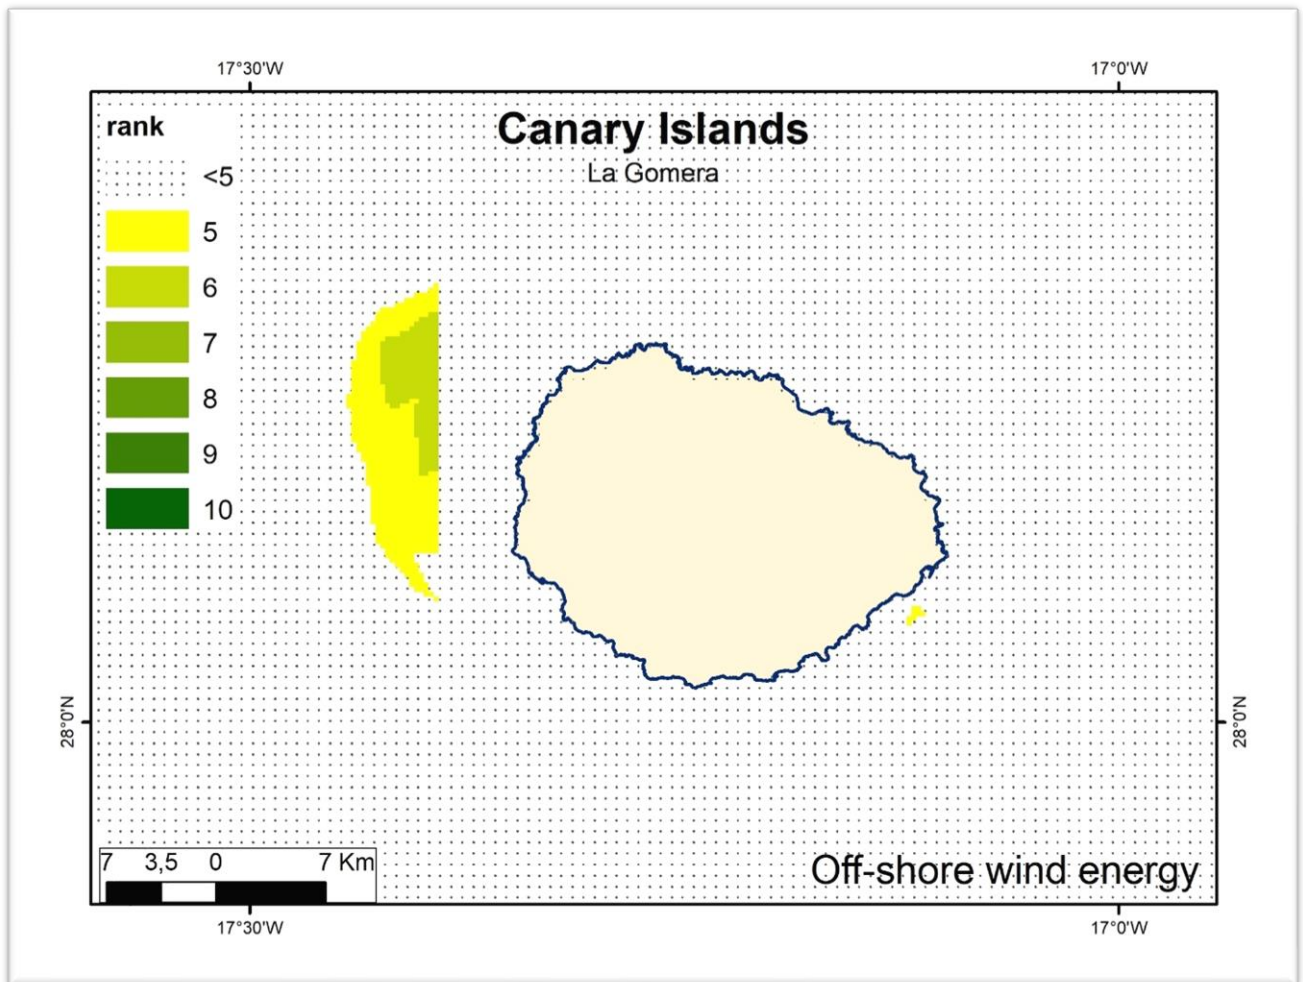 17°30'W 17°0'W
Canary Islands
La Gomera
rank
<5
5
6
7
8
9
10
28°0'N 28°0'N
7 3,5 0 7 Km
Off-shore wind energy
17°30'W 17°0'W